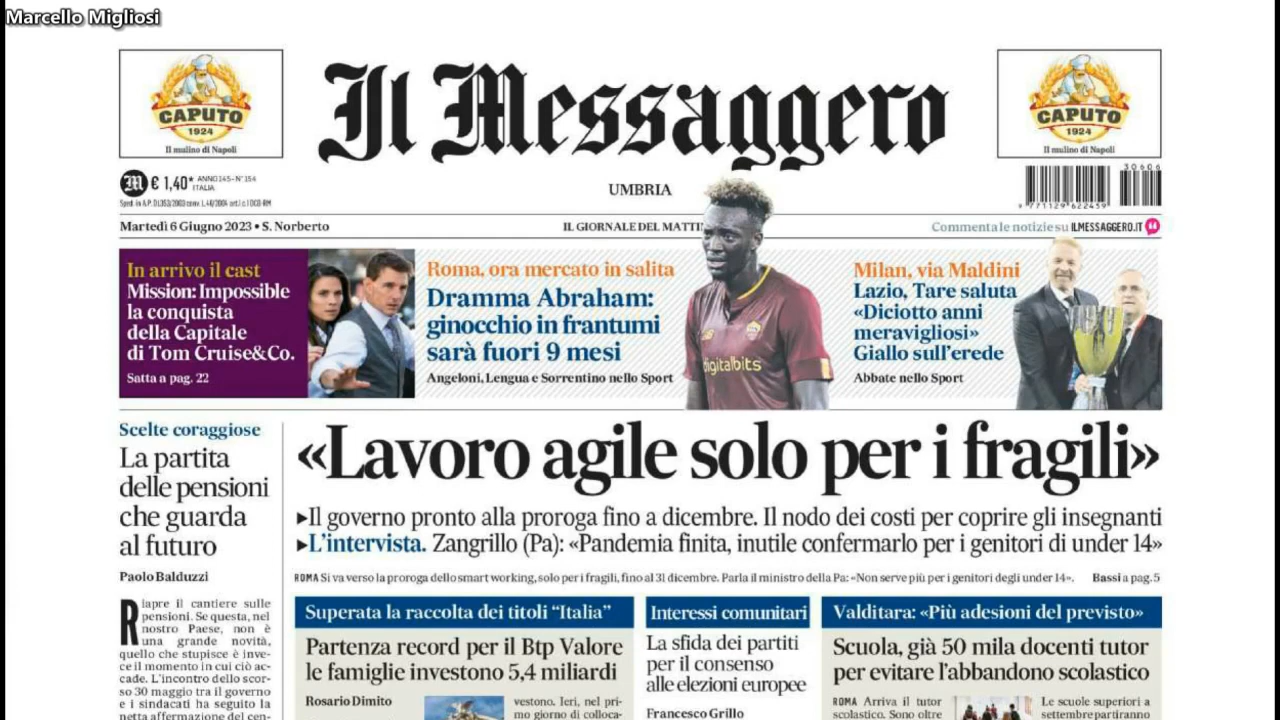 Marcello Migliosi
CAPUTO
1924
Il mulino di Napoli
Il Messaggero
CAPUTO
1924
Il mulino di Napoli
M € 1,40* ANNO 145-N° 154
ITALIA
UMBRIA
30606
9 771129 622459
Martedì 6 Giugno 2023 • S. Norberto
IL GIORNALE DEL MATTI
Commenta le notizie su ILMESSAGGERO.IT
In arrivo il cast
Mission: Impossible
la conquista
della Capitale
di Tom Cruise&Co.
Satta a pag. 22
Roma, ora mercato in salita
Dramma Abraham:
ginocchio in frantumi
sarà fuori 9 mesi
Angeloni, Lengua e Sorrentino nello Sport
digitalbits
Milan, via Maldini
Lazio, Tare saluta
«Diciotto anni
meravigliosi»
Giallo sull'erede
Abbate nello Sport
Scelte coraggiose
La partita
delle pensioni
che guarda
al futuro
Paolo Balduzzi
Riapre il cantiere sulle
pensioni. Se questa, nel
nostro Paese, non è
una grande novità,
quello che stupisce è inve-
ce il momento in cui ciò ac-
cade. L'incontro dello scor-
so 30 maggio tra il governo
e i sindacati ha seguito la
netta affermazione del cen-
«Lavoro agile solo per i fragili»
►Il governo pronto alla proroga fino a dicembre. Il nodo dei costi per coprire gli insegnanti
►L'intervista. Zangrillo (Pa): «Pandemia finita, inutile confermarlo per i genitori di under 14»
ROMA Si va verso la proroga dello smart working, solo per i fragili, fino al 31 dicembre. Parla il ministro della Pa: «Non serve più per i genitori degli under 14». Bassi a pag. 5
Superata la raccolta dei titoli "Italia"
Partenza record per il Btp Valore
le famiglie investono 5,4 miliardi
Rosario Dimito
vestono. Ieri, nel pri-
mo giorno di colloca-
Interessi comunitari
La sfida dei partiti
per il consenso
alle elezioni europee
Francesco Grillo
Valditara: «Più adesioni del previsto»
Scuola, già 50 mila docenti tutor
per evitare l'abbandono scolastico
ROMA Arriva il tutor
scolastico. Sono oltre
Le scuole superiori a
settembre partiranno